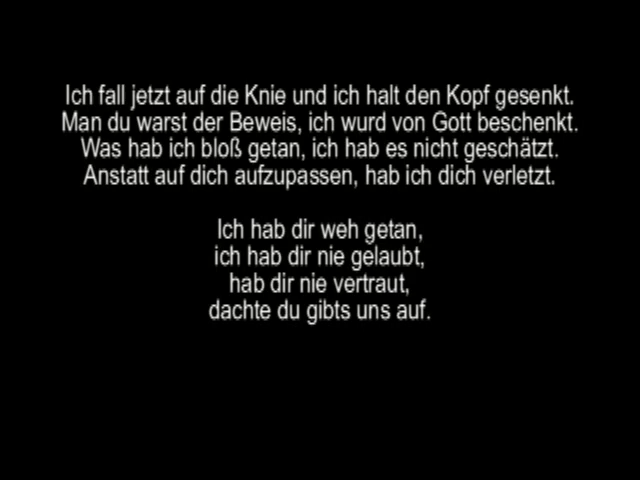 Ich fall jetzt auf die Knie und ich halt den Kopf gesenkt.
Man du warst der Beweis, ich wurd von Gott beschenkt.
Was hab ich bloß getan, ich hab es nicht geschätzt.
Anstatt auf dich aufzupassen, hab ich dich verletzt.
Ich hab dir weh getan,
ich hab dir nie gelaubt,
hab dir nie vertraut,
dachte du gibts uns auf.